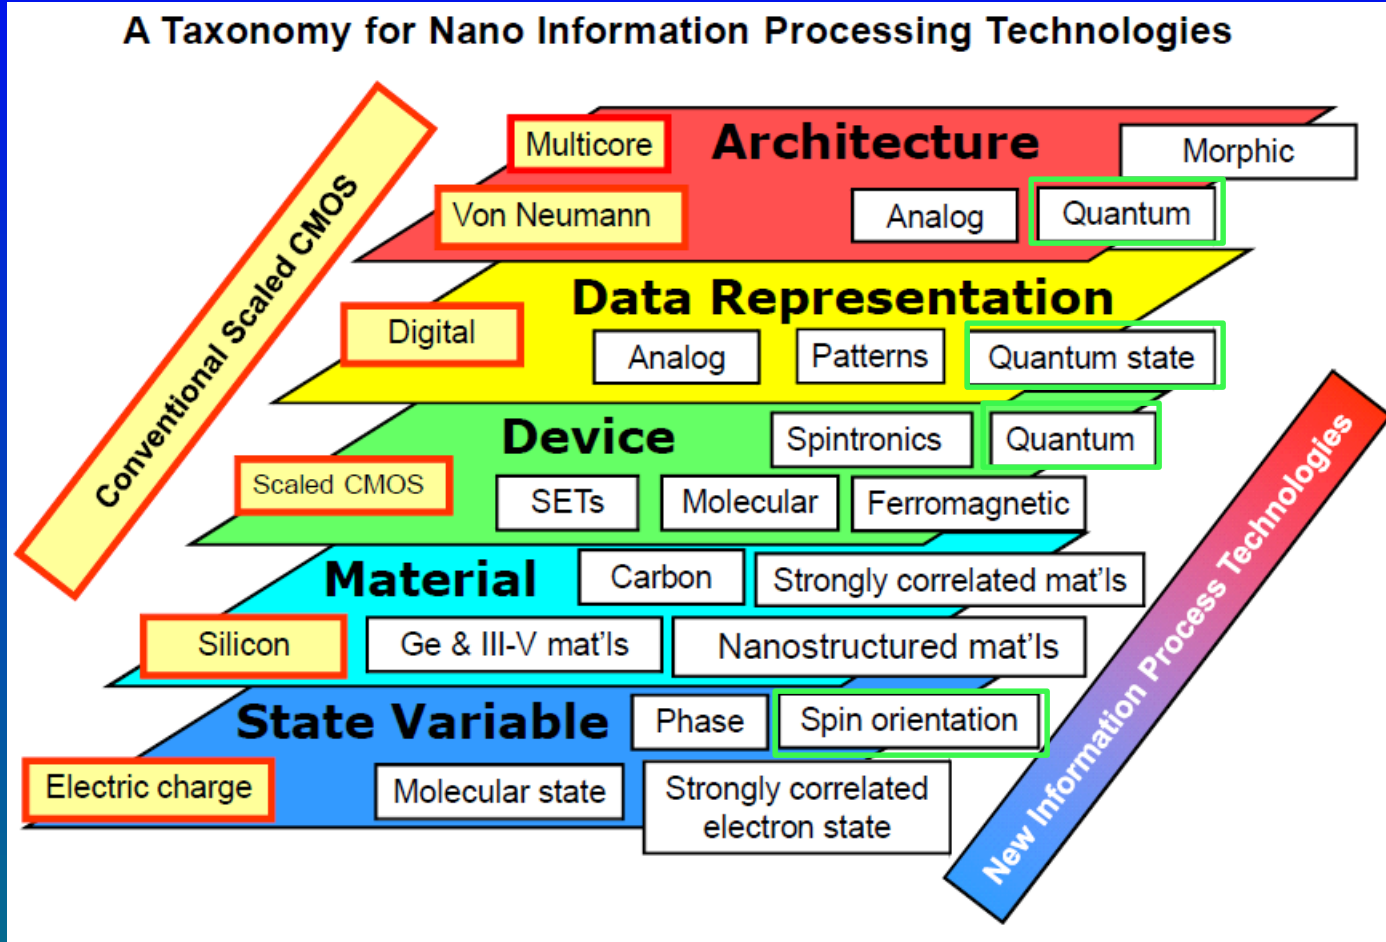 A Taxonomy for Nano Information Processing Technologies
Conventional Scaled CMOS
Multicore
Architecture
Morphic
Von Neumann
Analog
Quantum
Data Representation
Digital
Analog
Patterns
Quantum state
Device
Spintronics
Quantum
Scaled CMOS
SETs
Molecular
Ferromagnetic
Material
Carbon
Strongly correlated mat'ls
Silicon
Ge & III-V mat'ls
Nanostructured mat'ls
State Variable
Phase
Spin orientation
Electric charge
Molecular state
Strongly correlated
electron state
New Information Process Technologies